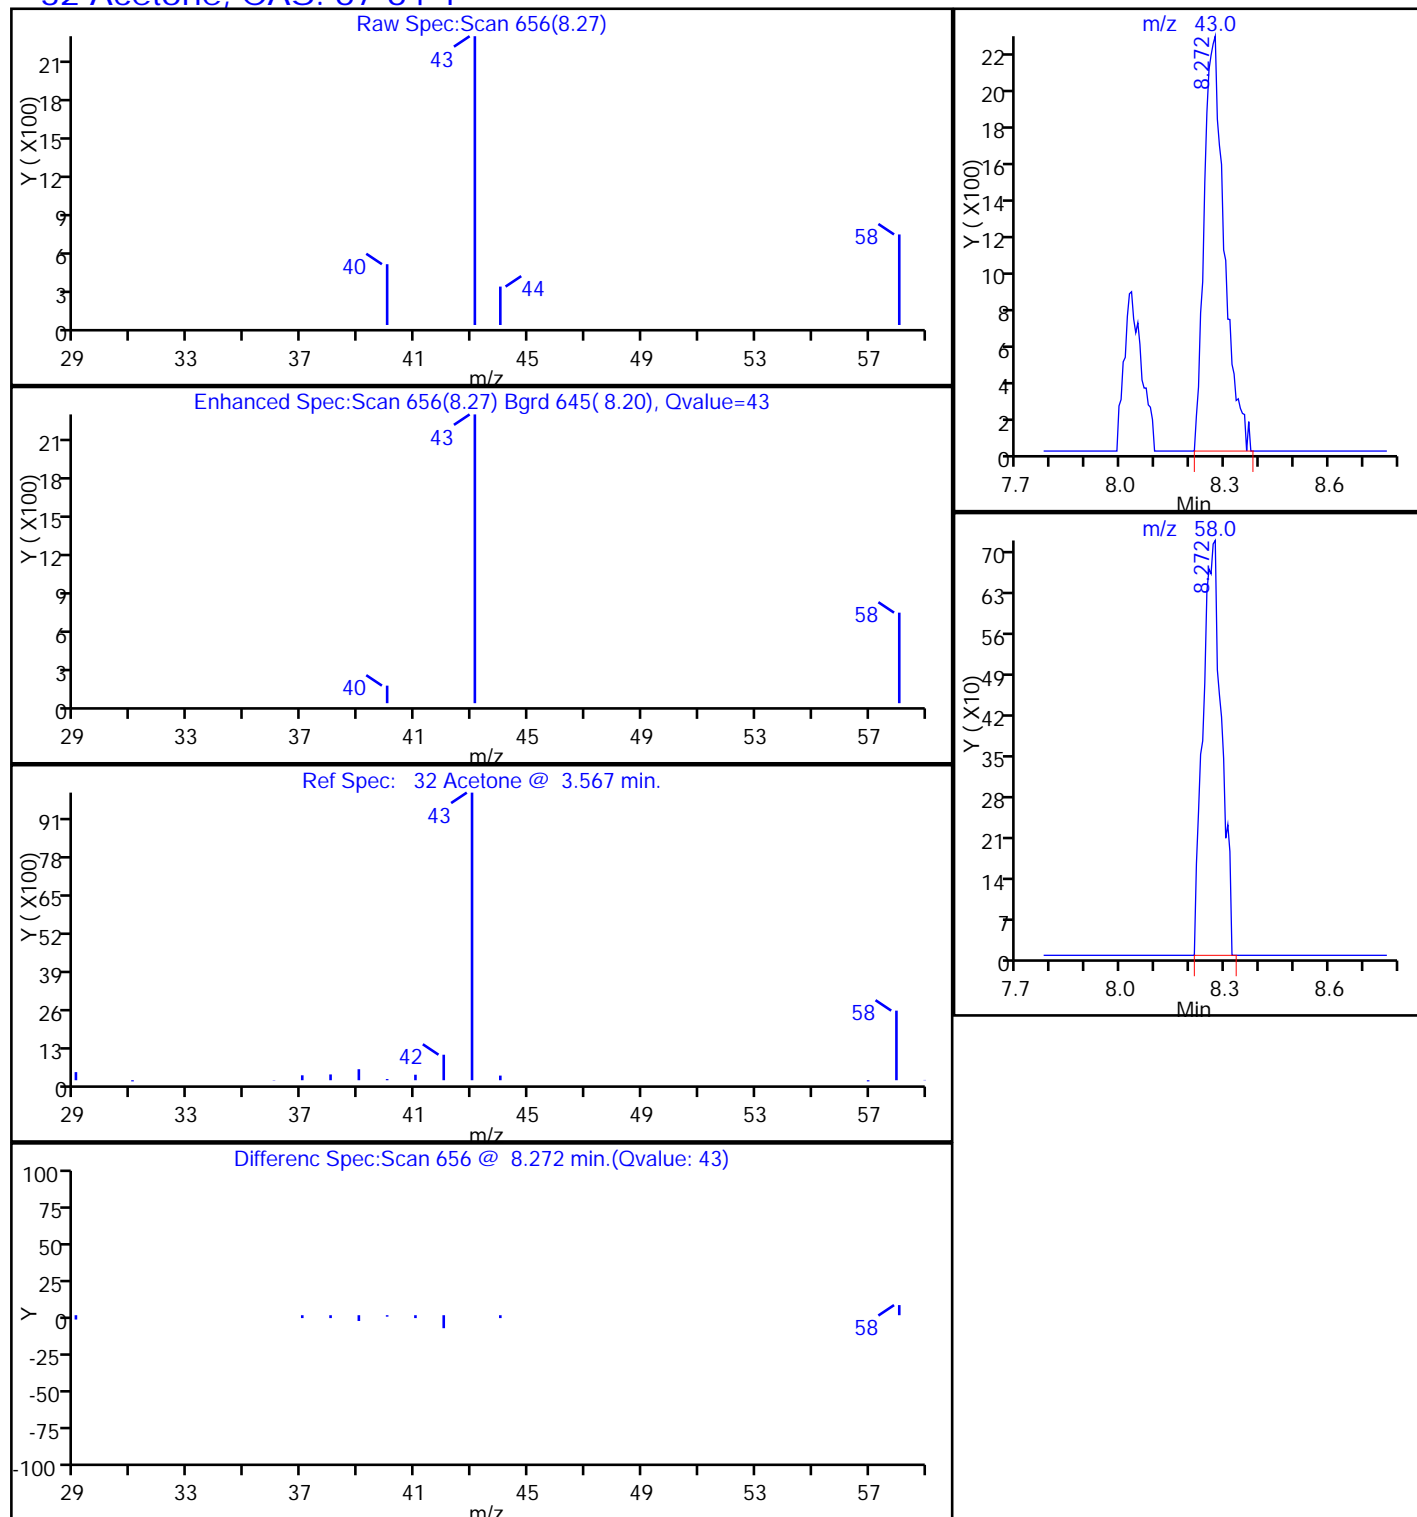 Raw Spec:Scan 656(8.27)
Y ( X100)
21
18
15
12
9
6
3
0
43
40
44
58
29 33 37 41 45 49 53 57
m/z
Enhanced Spec:Scan 656(8.27) Bgrd 645( 8.20), Qvalue=43
Y ( X100)
21
18
15
12
9
6
3
0
43
40
58
29 33 37 41 45 49 53 57
m/z
Ref Spec: 32 Acetone @ 3.567 min.
Y ( X100)
91
78
65
52
39
26
13
0
43
42
58
29 33 37 41 45 49 53 57
m/z
Differenc Spec:Scan 656 @ 8.272 min.(Qvalue: 43)
Y
100
75
50
25
0
-25
-50
-75
-100
58
29 33 37 41 45 49 53 57
m/z
m/z 43.0
8.272
Y ( X100)
22
20
18
16
14
12
10
8
6
4
2
0
7.7 8.0 8.3 8.6
Min
m/z 58.0
8.272
Y ( X10)
70
63
56
49
42
35
28
21
14
7
0
7.7 8.0 8.3 8.6
Min